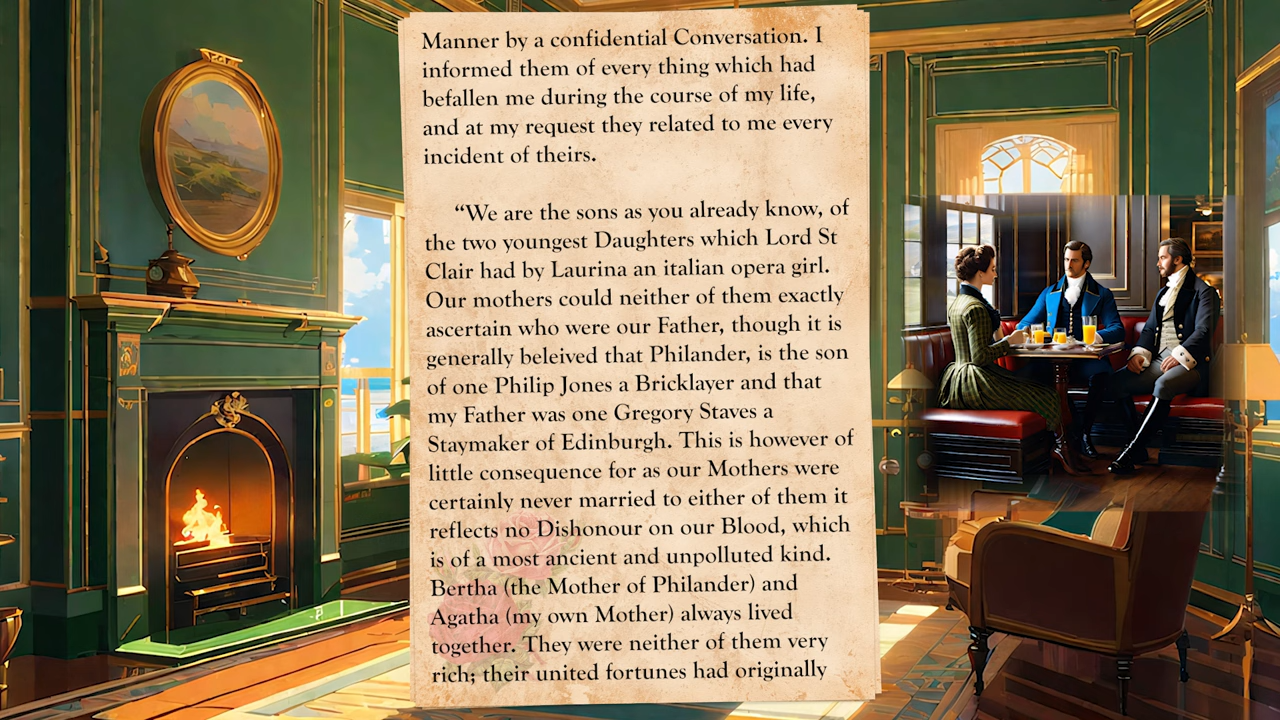 Manner by a confidential Conversation. I
informed them of every thing which had
befallen me during the course of my life,
and at my request they related to me every
incident of theirs.
“We are the sons as you already know, of
the two youngest Daughters which Lord St
Clair had by Laurina an italian opera girl.
Our mothers could neither of them exactly
ascertain who were our Father, though it is
generally beleived that Philander, is the son
of one Philip Jones a Bricklayer and that
my Father was one Gregory Staves a
Staymaker of Edinburgh. This is however of
little consequence for as our Mothers were
certainly never married to either of them it
reflects no Dishonour on our Blood, which
is of a most ancient and unpolluted kind.
Bertha (the Mother of Philander) and
Agatha (my own Mother) always lived
together. They were neither of them very
rich; their united fortunes had originally